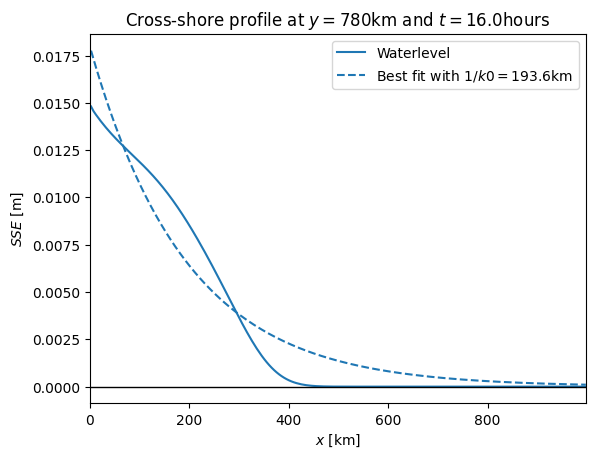 Cross-shore profile at y = 780km and t = 16.0hours
Waterlevel
Best fit with 1/k0 = 193.6km
0.0175
0.0150
0.0125
0.0100
0.0075
0.0050
0.0025
0.0000
SSE [m]
0 200 400 600 800
x [km]